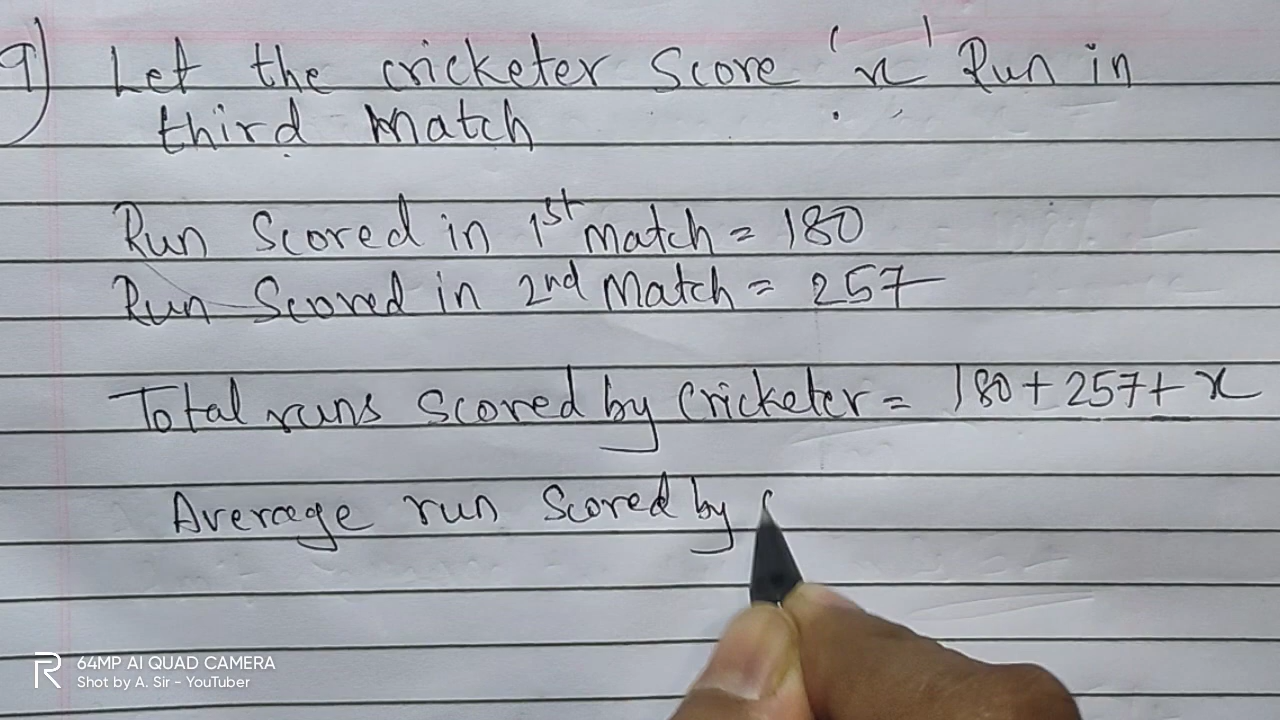 9) Let the cricketer Score 'x' Run in
third Match
Run Scored in 1st Match = 180
Run Scored in 2nd Match = 257
Total runs scored by Cricketer = 180 + 257 + x
Average run scored by
64MP AI QUAD CAMERA
Shot by A. Sir - YouTuber